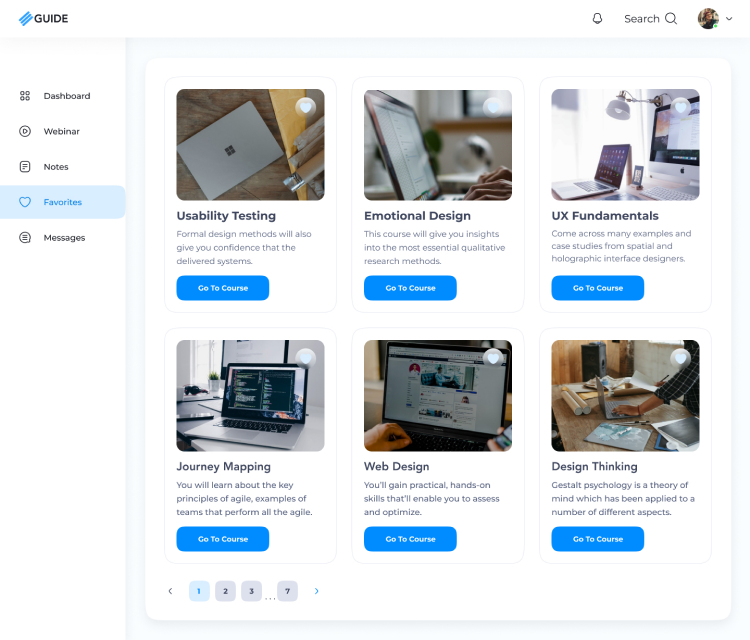 GUIDE
Search
Dashboard
Webinar
Notes
Favorites
Messages
Usability Testing
Formal design methods will also
give you confidence that the
delivered systems.
Go To Course
Emotional Design
This course will give you insights
into the most essential qualitative
research methods.
Go To Course
UX Fundamentals
Come across many examples and
case studies from spatial and
holographic interface designers.
Go To Course
Journey Mapping
You will learn about the key
principles of agile, examples of
teams that perform all the agile.
Go To Course
Web Design
You'll gain practical, hands-on
skills that'll enable you to assess
and optimize.
Go To Course
Design Thinking
Gestalt psychology is a theory of
mind which has been applied to a
number of different aspects.
Go To Course
1 2 3 ... 7